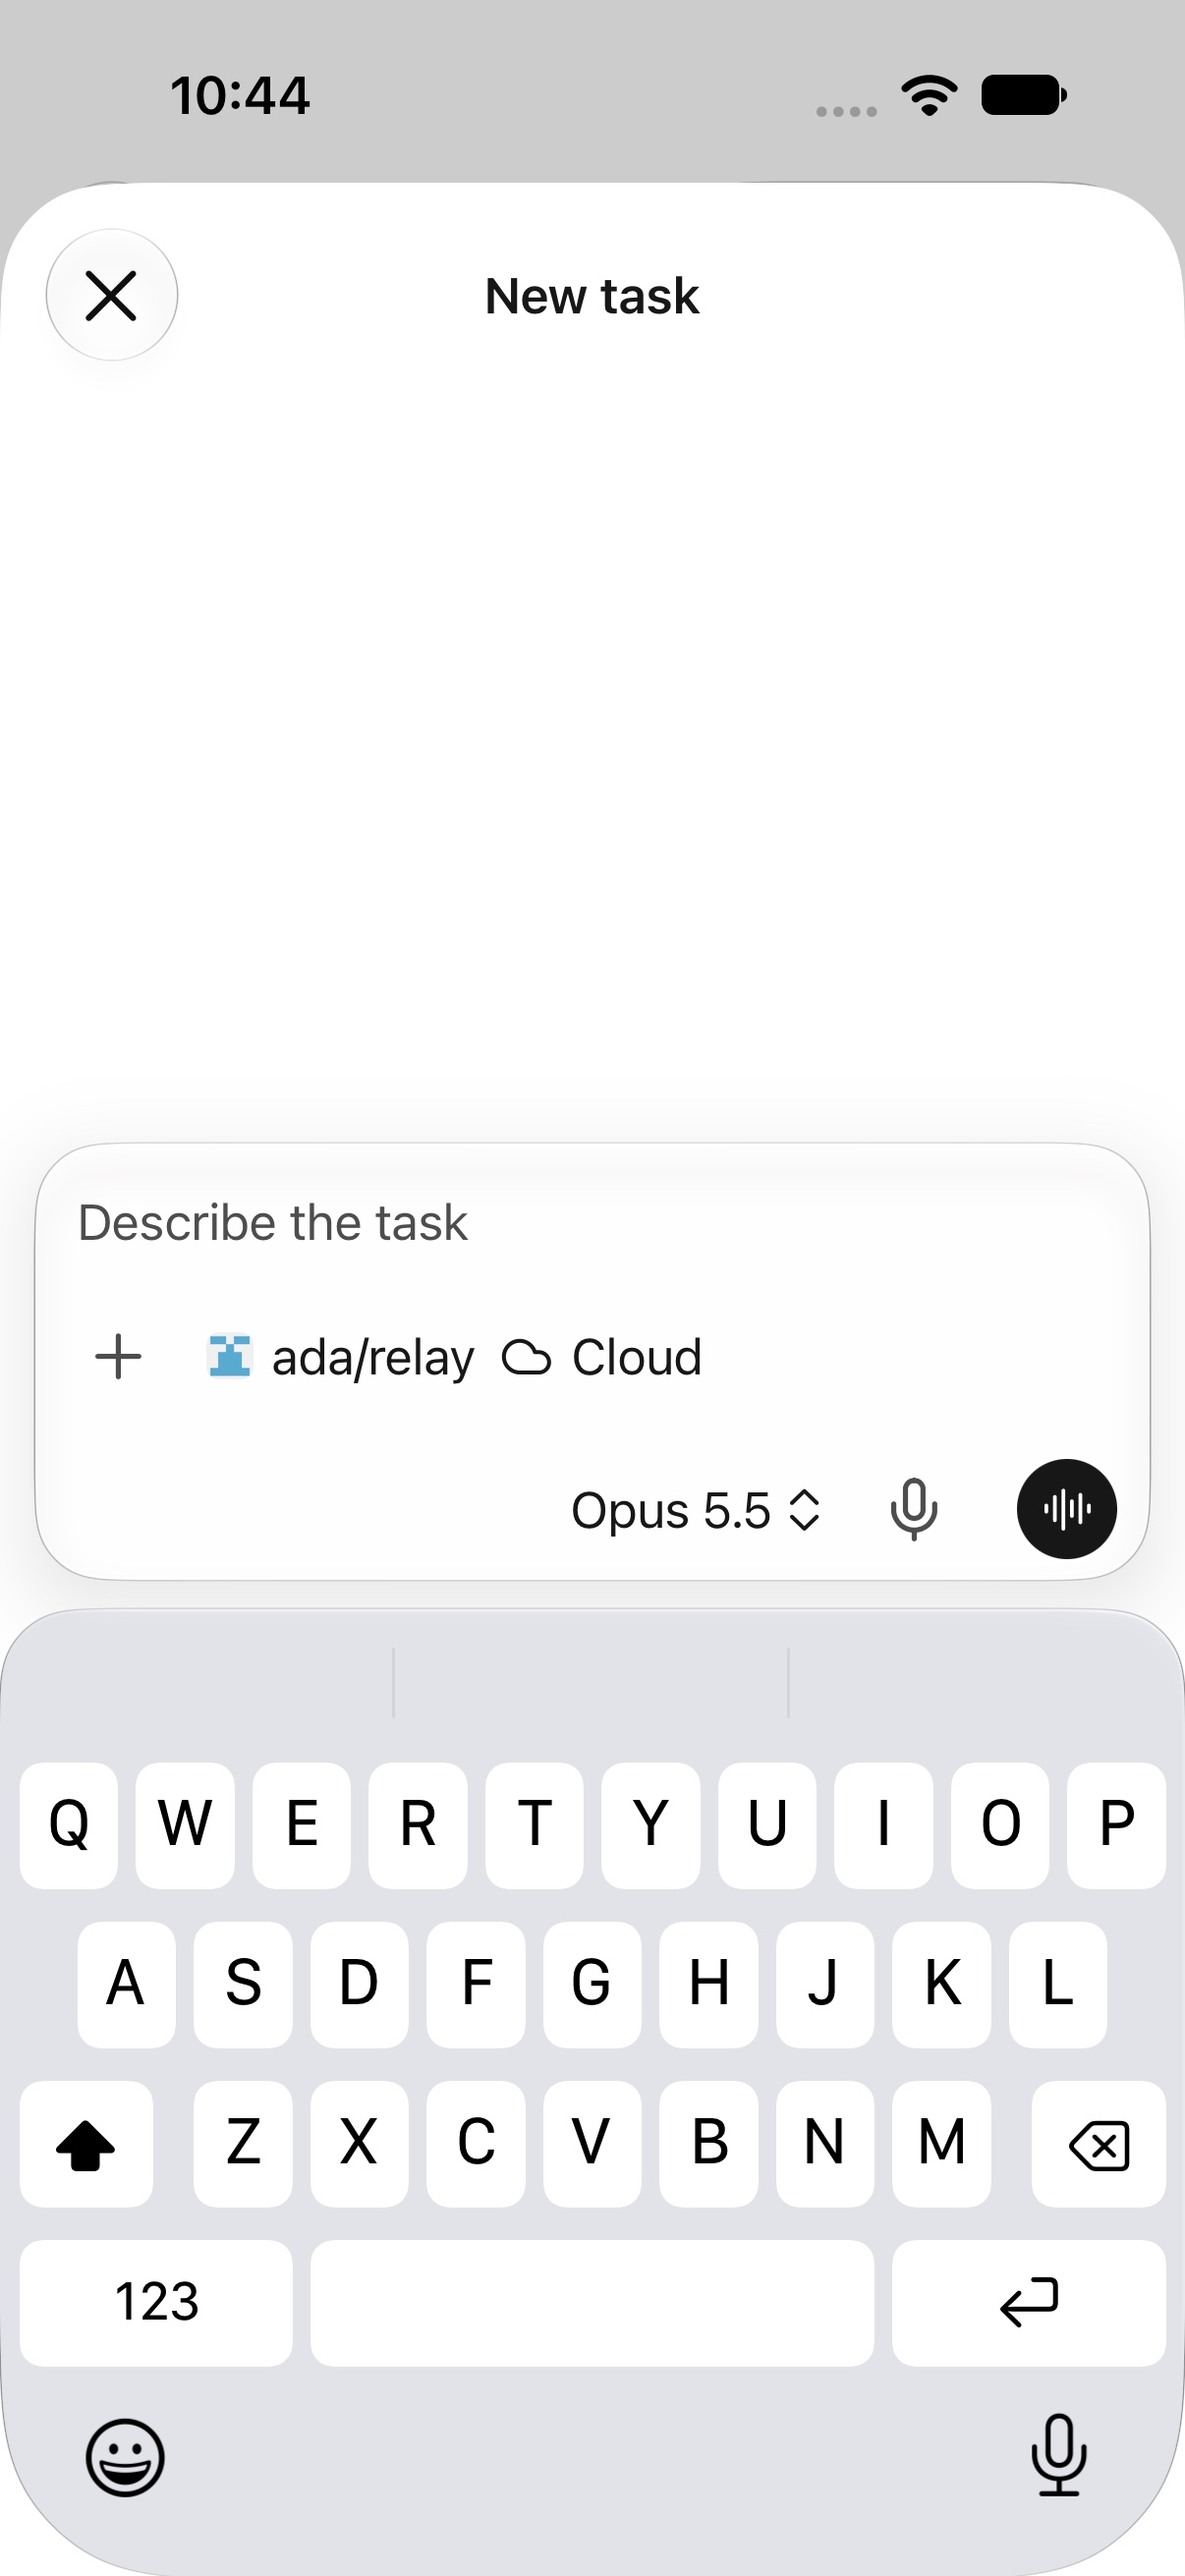 10:44
New task
Describe the task
ada/relay Cloud
Opus 5.5
Q W E R T Y U I O P
A S D F G H J K L
Z X C V B N M
123